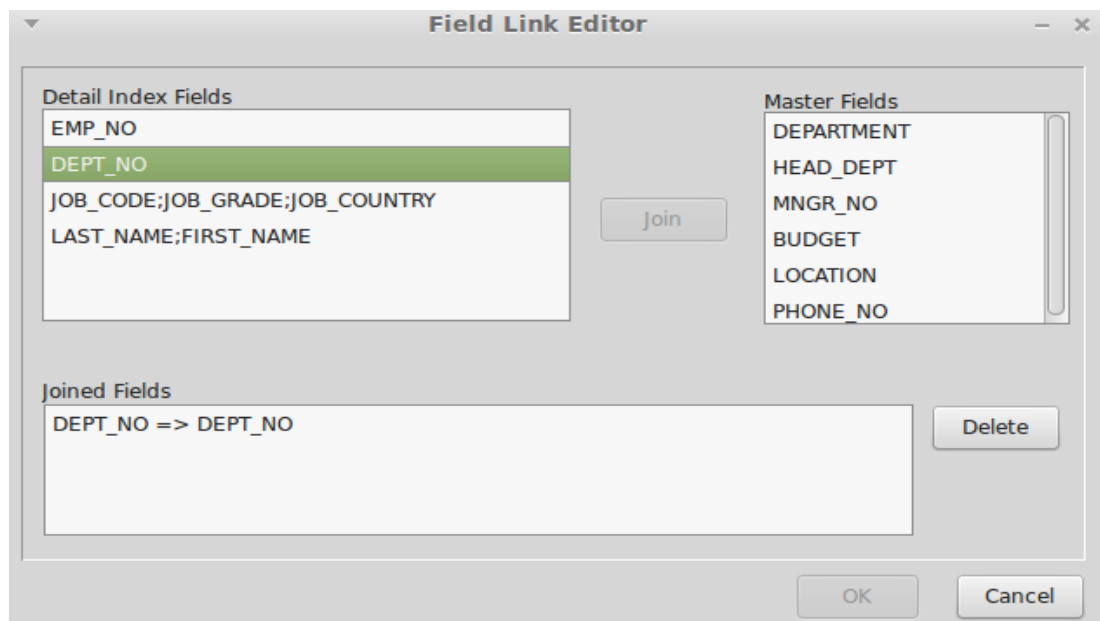 Field Link Editor
Detail Index Fields
EMP_NO
DEPT_NO
JOB_CODE;JOB_GRADE;JOB_COUNTRY
LAST_NAME;FIRST_NAME
Join
Master Fields
DEPARTMENT
HEAD_DEPT
MNGR_NO
BUDGET
LOCATION
PHONE_NO
Joined Fields
DEPT_NO => DEPT_NO
Delete
OK
Cancel